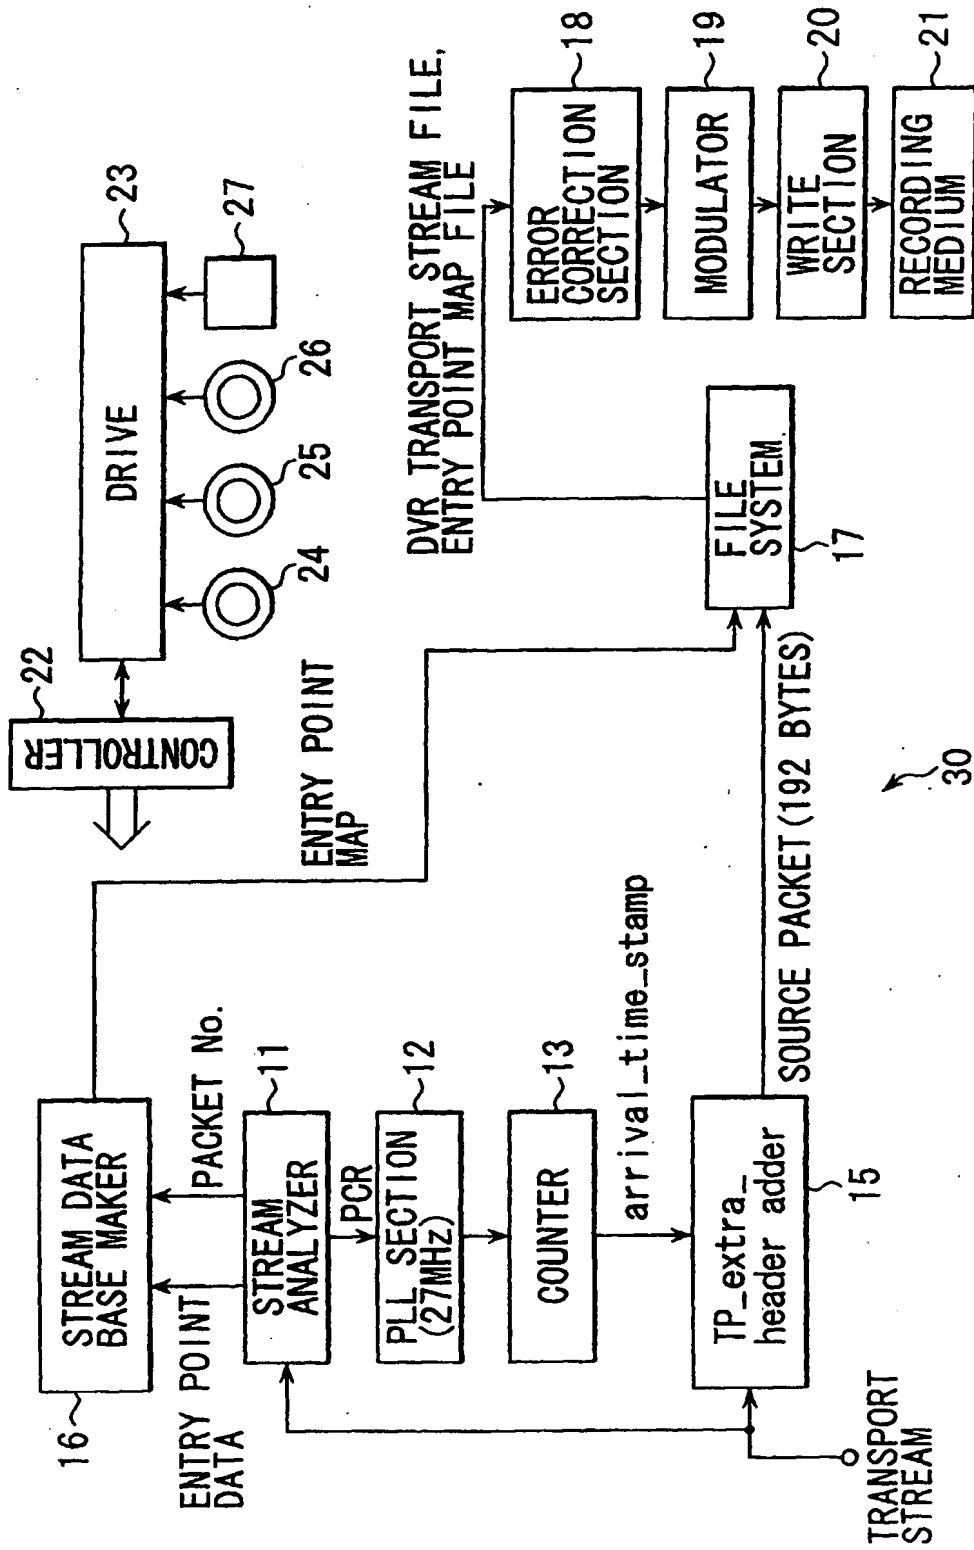 22
CONTROLLER
23
DRIVE
24
25
26
27
16
STREAM DATA
BASE MAKER
ENTRY POINT
DATA
PACKET No.
ENTRY POINT
MAP
STREAM
ANALYZER
11
PCR
PLL SECTION
(27MHz)
12
COUNTER
13
arrival_time_stamp
TP_extra_
header adder
15
TRANSPORT
STREAM
SOURCE PACKET(192 BYTES)
FILE
SYSTEM
17
DVR TRANSPORT STREAM FILE,
ENTRY POINT MAP FILE
ERROR
CORRECTION
SECTION
18
MODULATOR
19
WRITE
SECTION
20
RECORDING
MEDIUM
21
30